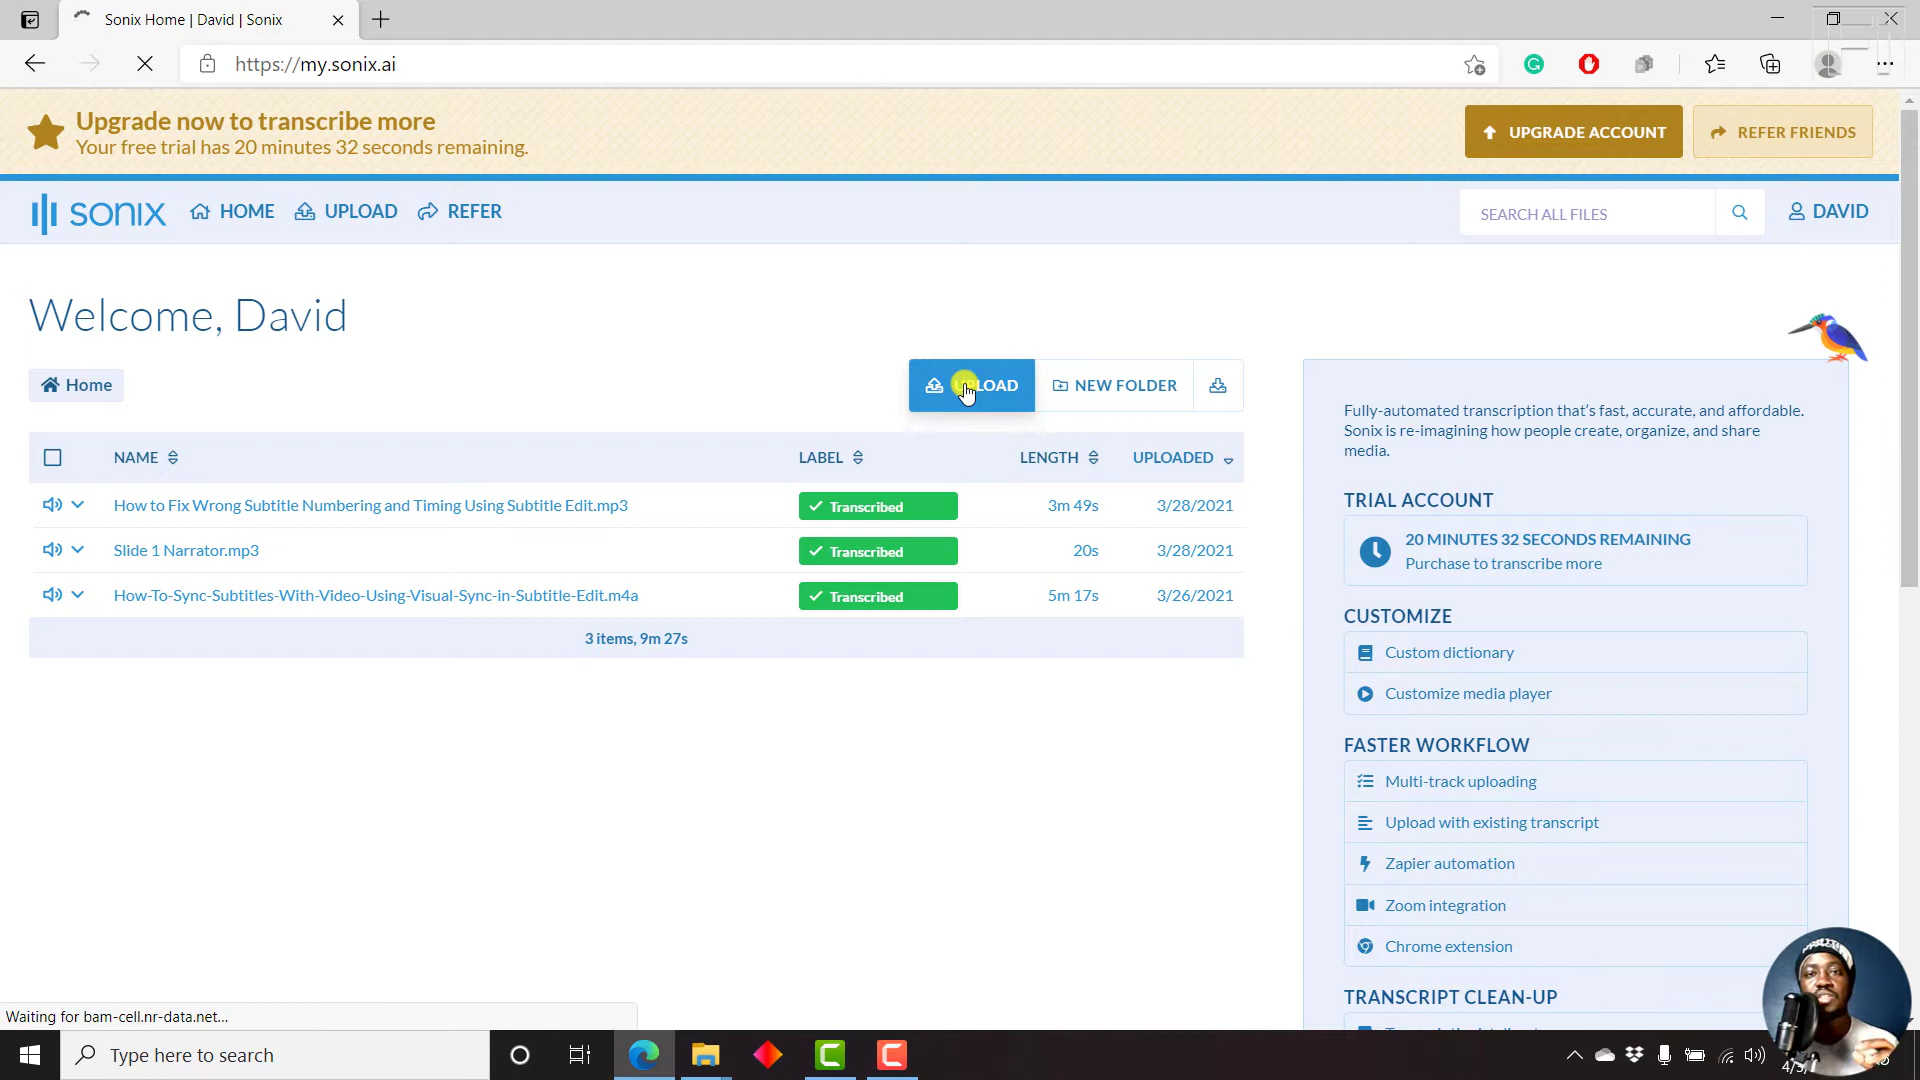 Sonix Home | David | Sonix
https://my.sonix.ai
Upgrade now to transcribe more
Your free trial has 20 minutes 32 seconds remaining.
UPGRADE ACCOUNT
REFER FRIENDS
sonix
HOME
UPLOAD
REFER
SEARCH ALL FILES
DAVID
Welcome, David
Home
UPLOAD
NEW FOLDER
NAME
LABEL
LENGTH
UPLOADED
How to Fix Wrong Subtitle Numbering and Timing Using Subtitle Edit.mp3
Transcribed
3m 49s
3/28/2021
Slide 1 Narrator.mp3
Transcribed
20s
3/28/2021
How-To-Sync-Subtitles-With-Video-Using-Visual-Sync-in-Subtitle-Edit.m4a
Transcribed
5m 17s
3/26/2021
3 items, 9m 27s
Fully-automated transcription that's fast, accurate, and affordable.
Sonix is re-imagining how people create, organize, and share
media.
TRIAL ACCOUNT
20 MINUTES 32 SECONDS REMAINING
Purchase to transcribe more
CUSTOMIZE
Custom dictionary
Customize media player
FASTER WORKFLOW
Multi-track uploading
Upload with existing transcript
Zapier automation
Zoom integration
Chrome extension
TRANSCRIPT CLEAN-UP
Waiting for bam-cell.nr-data.net...
Type here to search